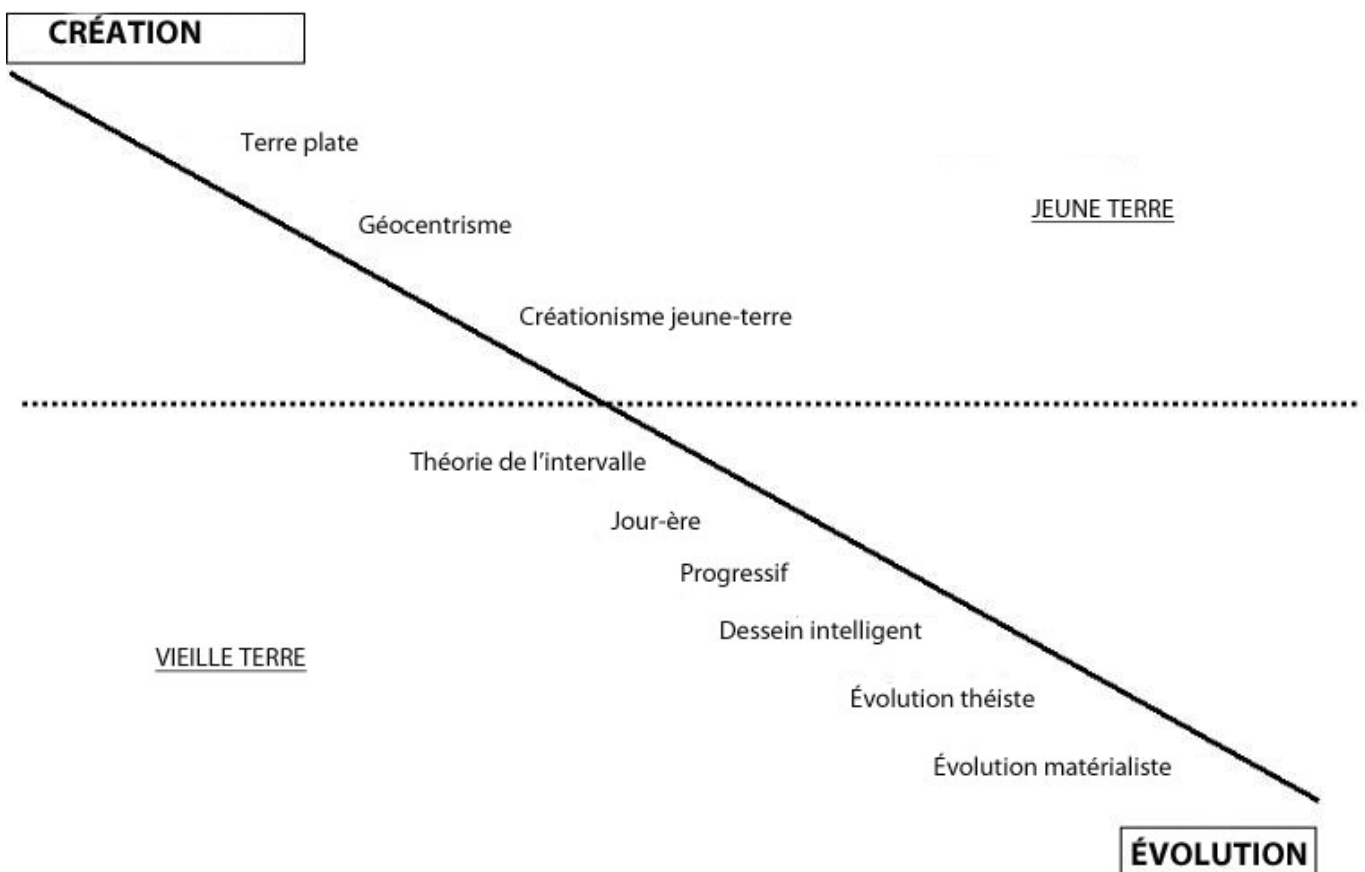 CRÉATION
Terre plate
JEUNE TERRE
Géocentrisme
Créationisme jeune-terre
Théorie de l'intervalle
Jour-ère
Progressif
Dessein intelligent
VIEILLE TERRE
Évolution théiste
Évolution matérialiste
ÉVOLUTION